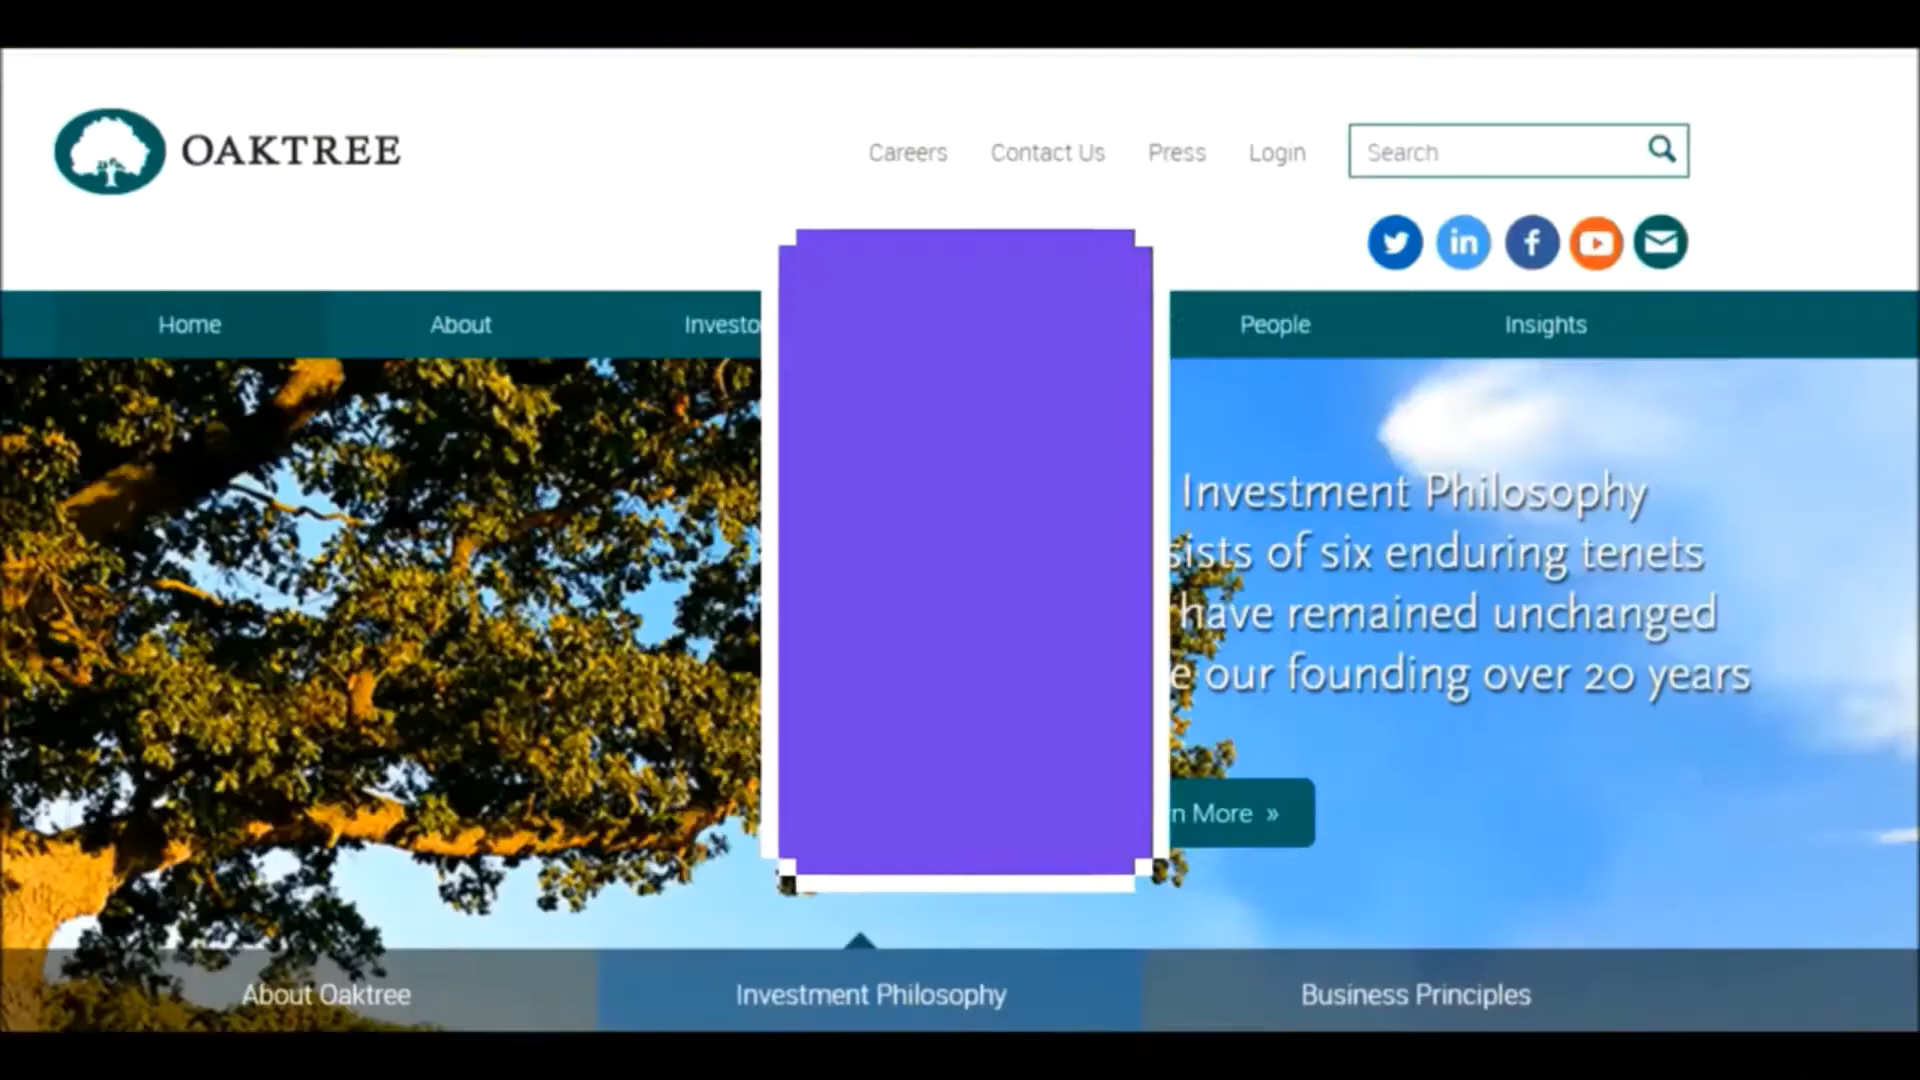 OAKTREE
Careers Contact Us Press Login Search
Home About Investo People Insights
Investment Philosophy
sists of six enduring tenets
have remained unchanged
e our founding over 20 years
n More »
About Oaktree Investment Philosophy Business Principles